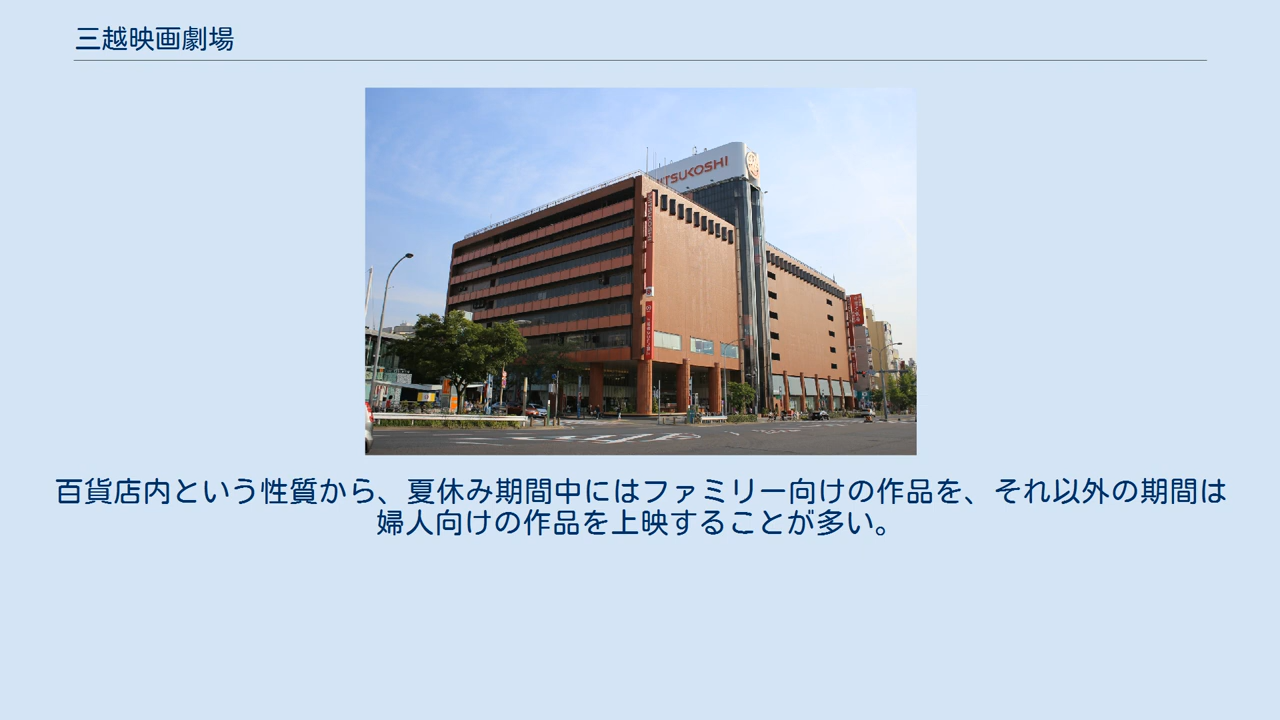 三越映画劇場
MITSUKOSHI
百貨店内という性質から、夏休み期間中にはファミリー向けの作品を、それ以外の期間は
婦人向けの作品を上映することが多い。